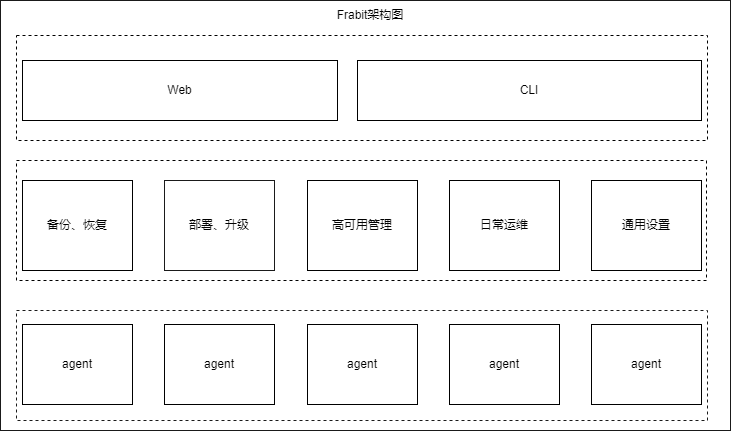 Frabit架构图
Web
CLI
备份、恢复
部署、升级
高可用管理
日常运维
通用设置
agent
agent
agent
agent
agent